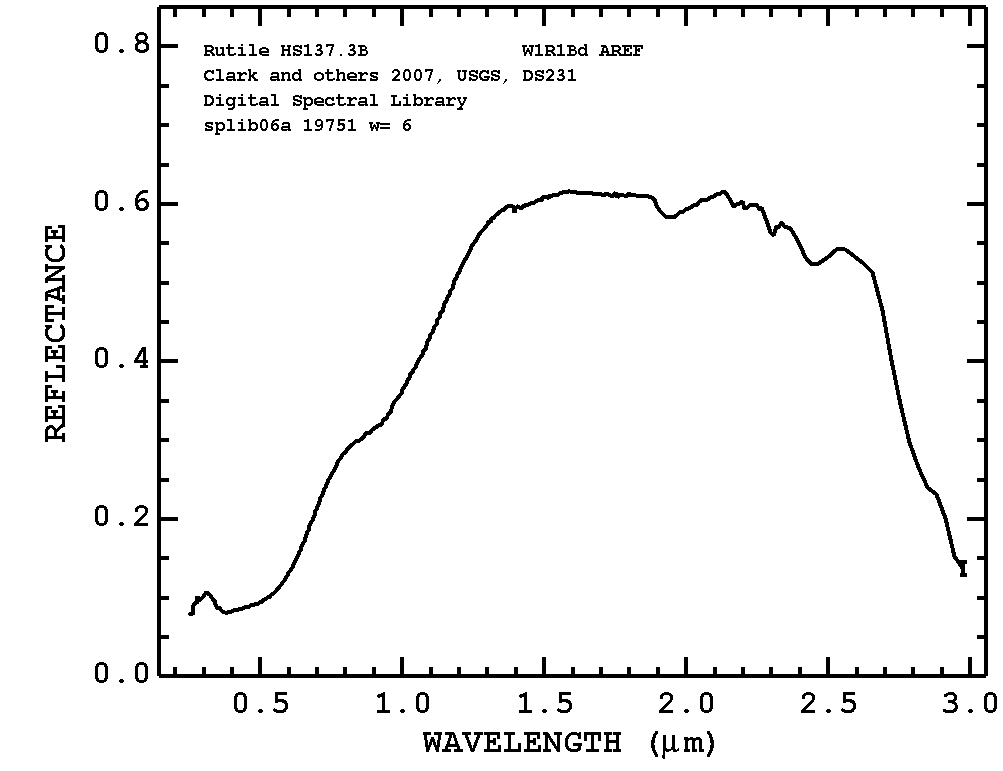 Rutile HS137.3B W1R1Bd AREF
Clark and others 2007, USGS, DS231
Digital Spectral Library
splib06a 19751 w= 6
0.8
0.6
0.4
0.2
0.0
REFLECTANCE
0.5 1.0 1.5 2.0 2.5 3.0
WAVELENGTH (μm)